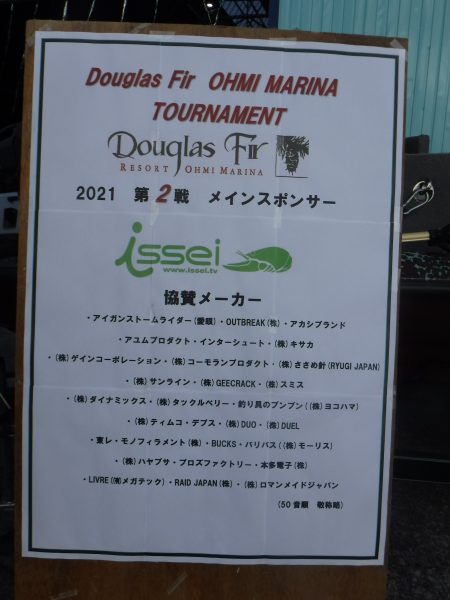 Douglas Fir OHMI MARINA
TOURNAMENT
Douglas Fir
RESORT OHMI MARINA
2021 第2戦 メインスポンサー
issei
www.issei.tv
協賛メーカー
・アイガンストームライダー(愛眼)・OUTBREAK(株)・アカシブランド
・アユムプロダクト・インターシュート・(株)キサカ
・(株)ゲインコーポレーション・(株)コーモランプロダクト・(株)ささめ針(RYUGI JAPAN)
・(株)サンライン・(株)GEECRACK・(株)スミス
・(株)ダイナミックス・(株)タックルベリー・釣り具のブンブン((株)ヨコハマ)
・(株)ティムコ・デプス・(株)DUO・(株)DUEL
・東レ・モノフィラメント(株)・BUCKS・バリバス((株)モーリス)
・(株)ハヤブサ・プロズファクトリー・本多電子(株)
・LIVRE(㈲メガテック)・RAID JAPAN(株)・(株)ロマンメイドジャパン
(50音順 敬称略)